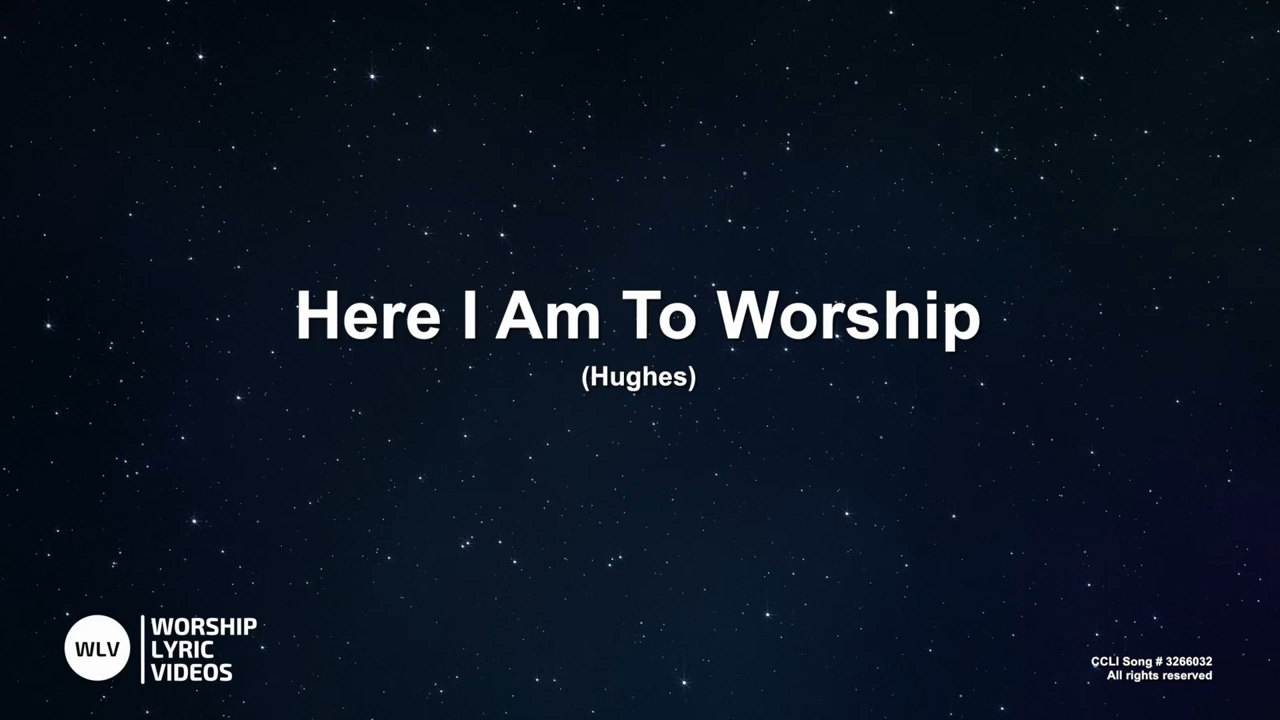 Here I Am To Worship
(Hughes)
WLV
WORSHIP
LYRIC
VIDEOS
CCLI Song # 3266032
All rights reserved